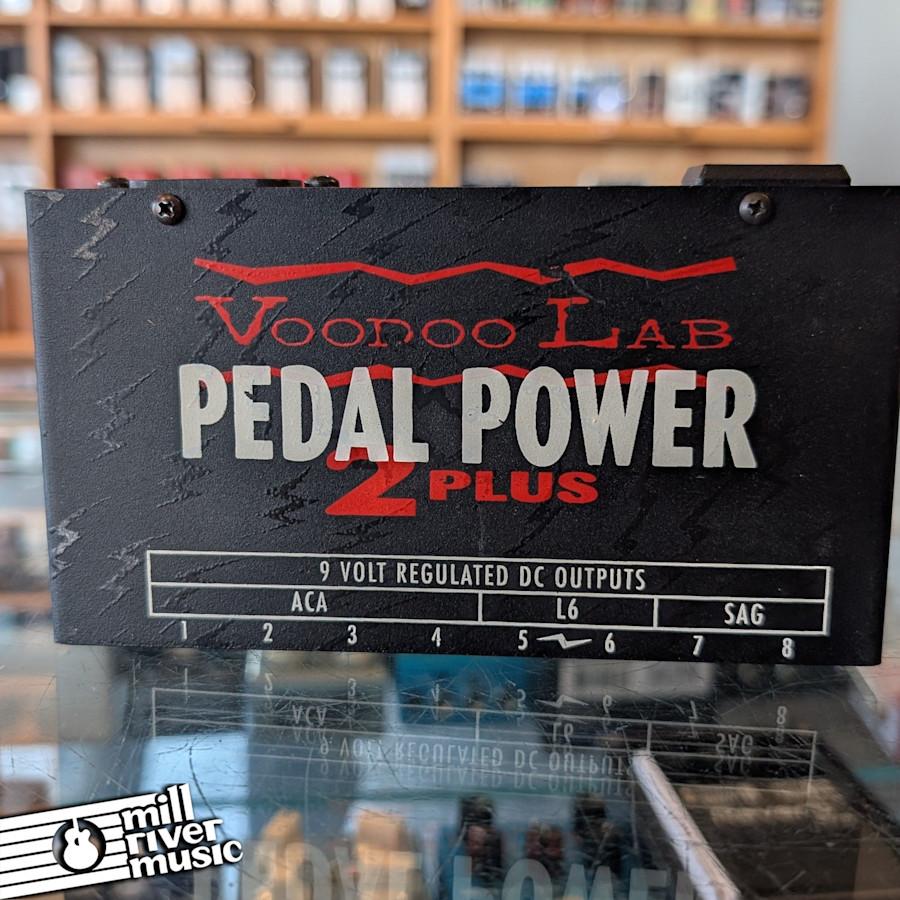 VOODOO LAB
PEDAL POWER
2 PLUS
9 VOLT REGULATED DC OUTPUTS
ACA L6 SAG
1 2 3 4 5 6 7 8
mill
river
music